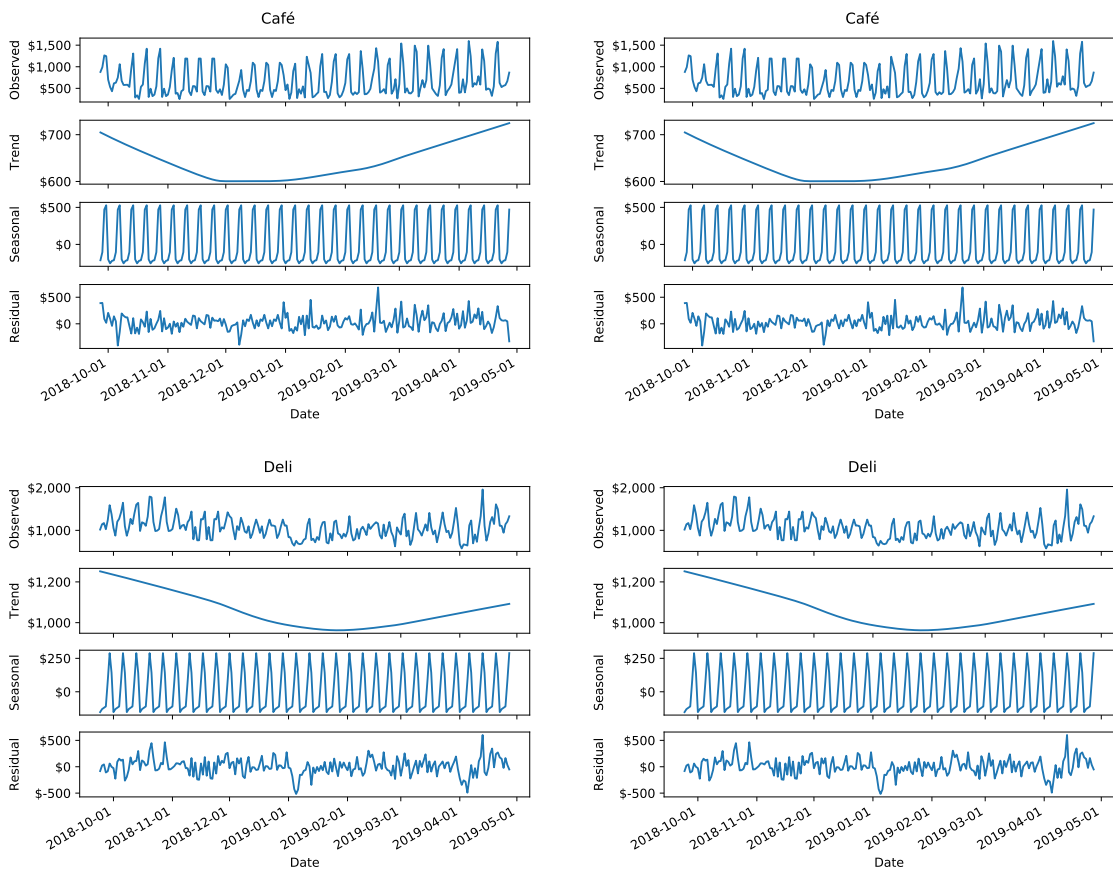 Café
Observed
$1,500
$1,000
$500
Trend
$700
$600
Seasonal
$500
$0
Residual
$500
$0
2018-10-01
2018-11-01
2018-12-01
2019-01-01
2019-02-01
2019-03-01
2019-04-01
2019-05-01
Date
Café
Observed
$1,500
$1,000
$500
Trend
$700
$600
Seasonal
$500
$0
Residual
$500
$0
2018-10-01
2018-11-01
2018-12-01
2019-01-01
2019-02-01
2019-03-01
2019-04-01
2019-05-01
Date
Deli
Observed
$2,000
$1,000
Trend
$1,200
$1,000
Seasonal
$250
$0
Residual
$500
$0
$-500
2018-10-01
2018-11-01
2018-12-01
2019-01-01
2019-02-01
2019-03-01
2019-04-01
2019-05-01
Date
Deli
Observed
$2,000
$1,000
Trend
$1,200
$1,000
Seasonal
$250
$0
Residual
$500
$0
$-500
2018-10-01
2018-11-01
2018-12-01
2019-01-01
2019-02-01
2019-03-01
2019-04-01
2019-05-01
Date